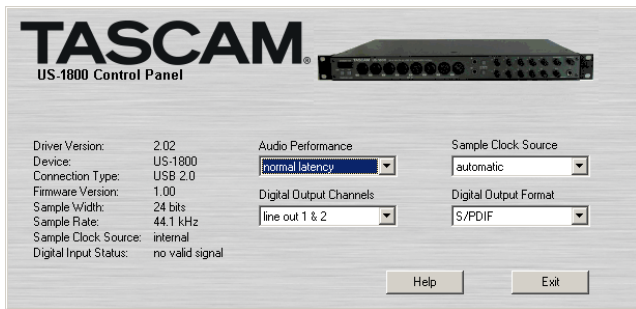 TASCAM®
US-1800 Control Panel
Driver Version: 2.02
Device: US-1800
Connection Type: USB 2.0
Firmware Version: 1.00
Sample Width: 24 bits
Sample Rate: 44.1 kHz
Sample Clock Source: internal
Digital Input Status: no valid signal
Audio Performance
normal latency
Sample Clock Source
automatic
Digital Output Channels
line out 1 & 2
Digital Output Format
S/PDIF
Help
Exit